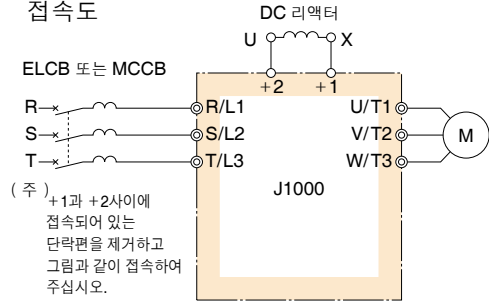 접속도
DC 리액터
U X
ELCB 또는 MCCB
+2 +1
R R/L1 U/T1
S S/L2 V/T2 M
T T/L3 W/T3
J1000
( 주 )
+1과 +2사이에
접속되어 있는
단락편을 제거하고
그림과 같이 접속하여
주십시오.